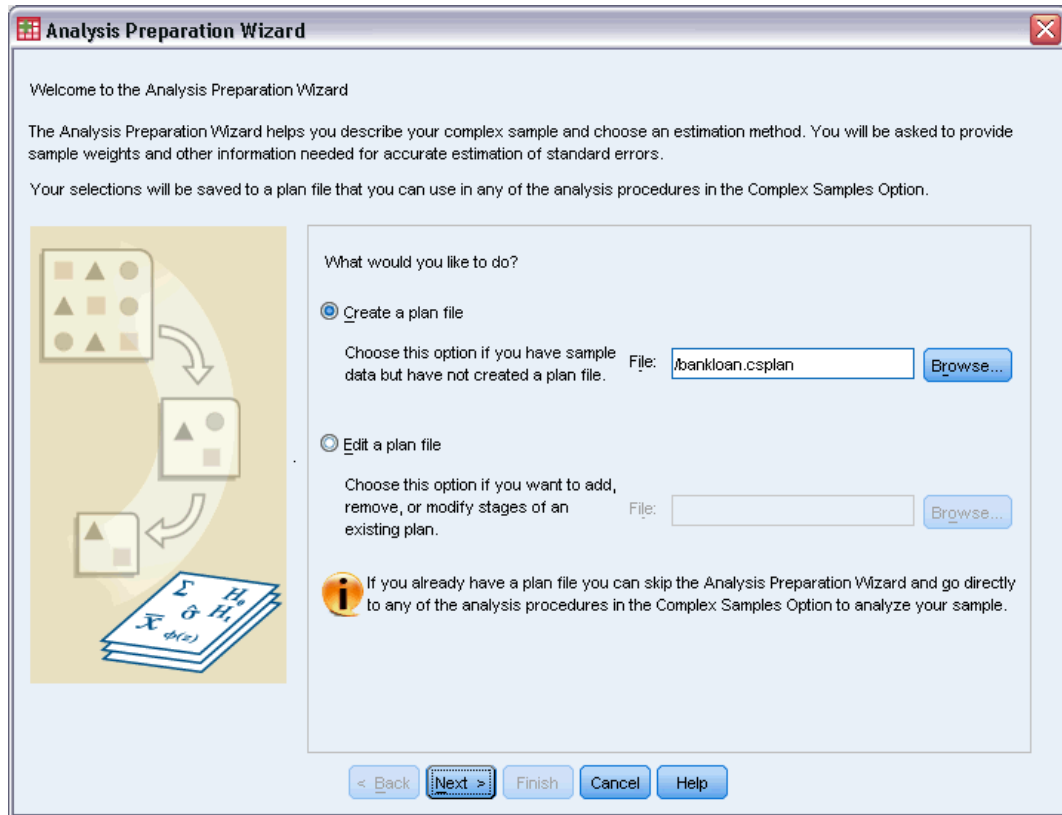 Analysis Preparation Wizard
Welcome to the Analysis Preparation Wizard
The Analysis Preparation Wizard helps you describe your complex sample and choose an estimation method. You will be asked to provide
sample weights and other information needed for accurate estimation of standard errors.
Your selections will be saved to a plan file that you can use in any of the analysis procedures in the Complex Samples Option.
What would you like to do?
Create a plan file
Choose this option if you have sample
data but have not created a plan file.
File: /bankloan.csplan Browse...
Edit a plan file
Choose this option if you want to add,
remove, or modify stages of an
existing plan.
File: Browse...
If you already have a plan file you can skip the Analysis Preparation Wizard and go directly
to any of the analysis procedures in the Complex Samples Option to analyze your sample.
Σ H₀
x̄ σ̂ H₁
φ(z)
< Back Next > Finish Cancel Help